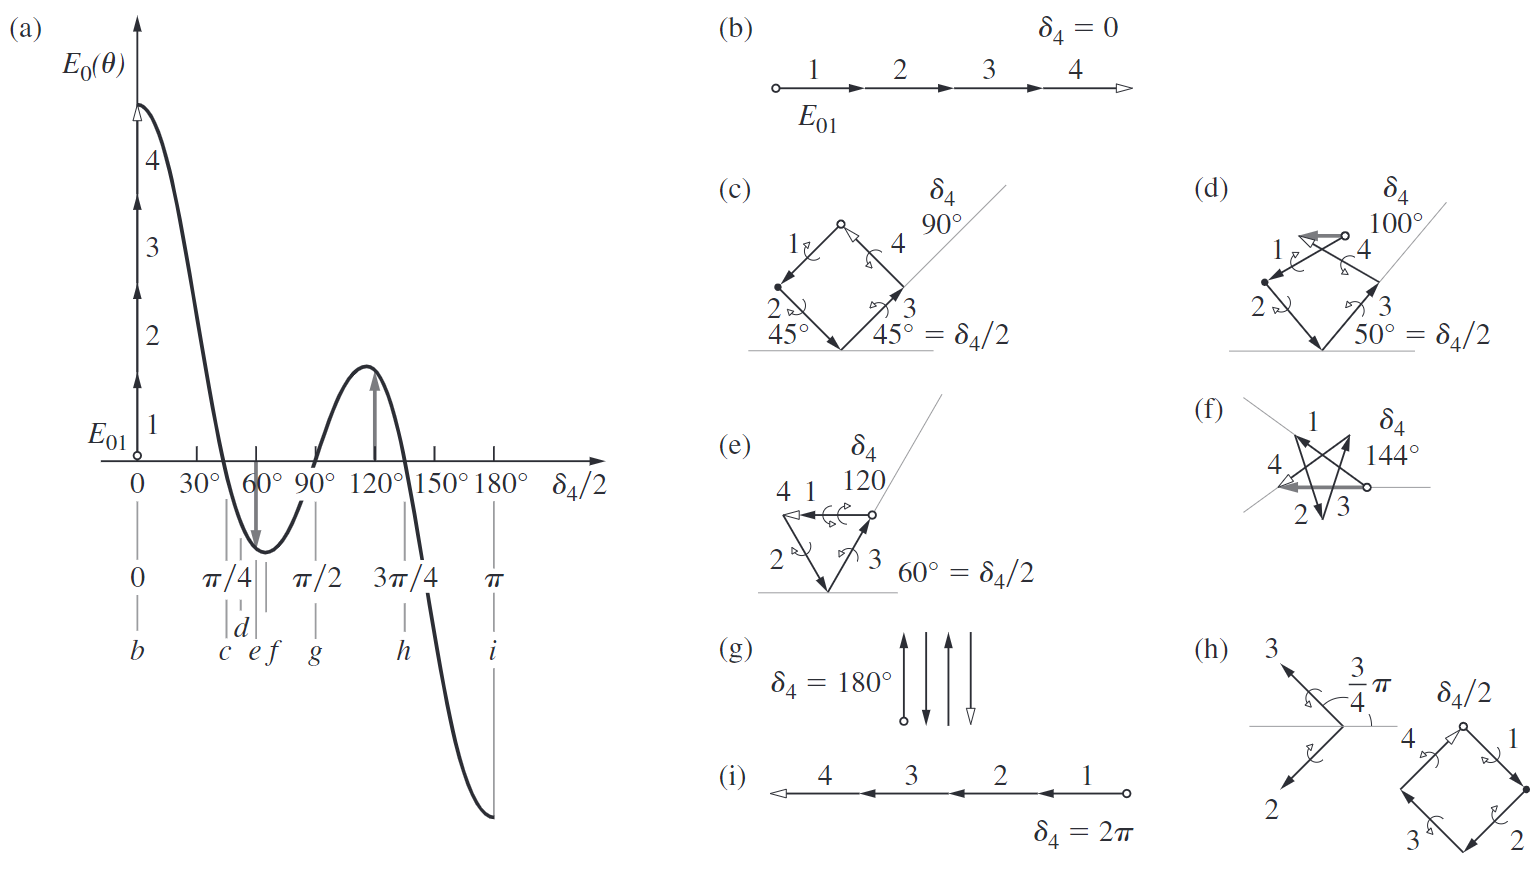 (a)
E₀(θ)
4
3
2
1
E₀₁
0 30° 60° 90° 120° 150° 180° δ₄/2
0 π/4 π/2 3π/4 π
b c d e f g h i
(b)
δ₄ = 0
1 2 3 4
E₀₁
(c)
δ₄
90°
1 4
2 3
45° 45° = δ₄/2
(d)
δ₄
100°
1 4
2 3
50° = δ₄/2
(e)
δ₄
120
4 1
2 3
60° = δ₄/2
(f)
1 δ₄
144°
4
2 3
(g)
δ₄ = 180°
(h)
3
3/4 π
δ₄/2
2
4 1
3 2
(i)
4 3 2 1
δ₄ = 2π